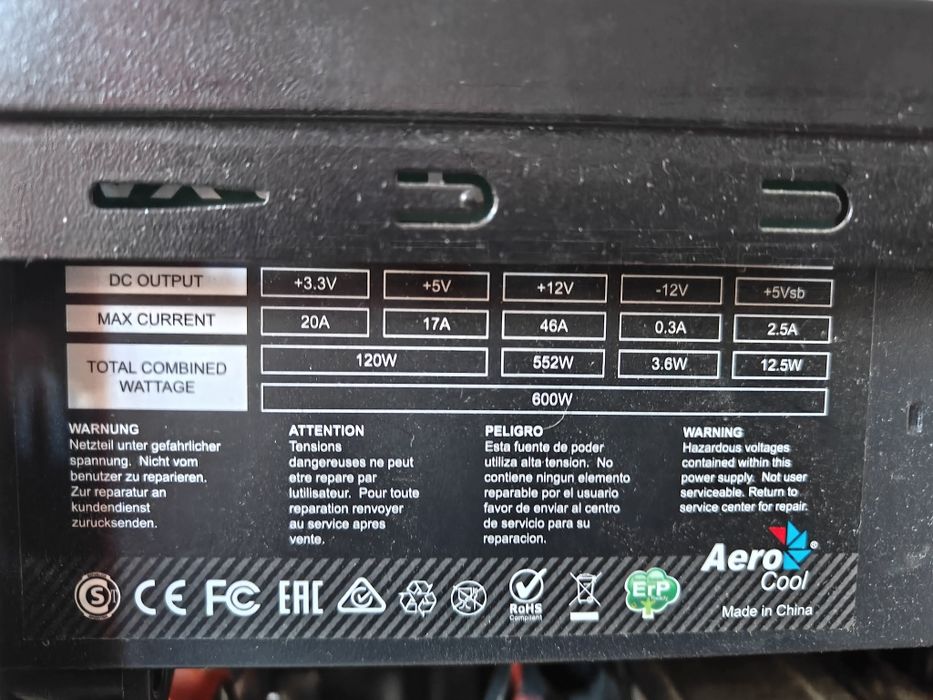 DC OUTPUT +3.3V +5V +12V -12V +5Vsb
MAX CURRENT 20A 17A 46A 0.3A 2.5A
TOTAL COMBINED WATTAGE 120W 552W 3.6W 12.5W
600W
WARNUNG
Netzteil unter gefahrlicher
spannung. Nicht vom
benutzer zu reparieren.
Zur reparatur an
kundendienst
zurucksenden.
ATTENTION
Tensions
dangereuses ne peut
etre repare par
lutilisateur. Pour toute
reparation renvoyer
au service apres
vente.
PELIGRO
Esta fuente de poder
utiliza alta tension. No
contiene ningun elemento
reparable por el usuario
favor de enviar al centro
de servicio para su
reparacion.
WARNING
Hazardous voltages
contained within this
power supply. Not user
serviceable. Return to
service center for repair.
S CE FC EAC RoHS Compliant ErP
Aero
Cool
Made in China